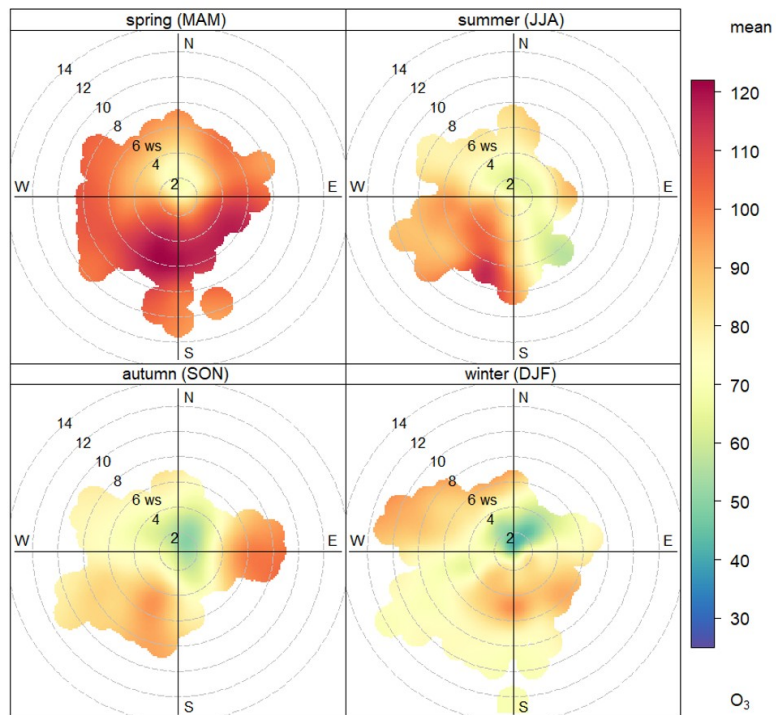 spring (MAM)
summer (JJA)
mean
N
N
14
12
10
8
6 ws
4
2
W
E
S
14
12
10
8
6 ws
4
2
W
E
S
autumn (SON)
winter (DJF)
N
N
14
12
10
8
6 ws
4
2
W
E
S
14
12
10
8
6 ws
4
2
W
E
S
120
110
100
90
80
70
60
50
40
30
O₃